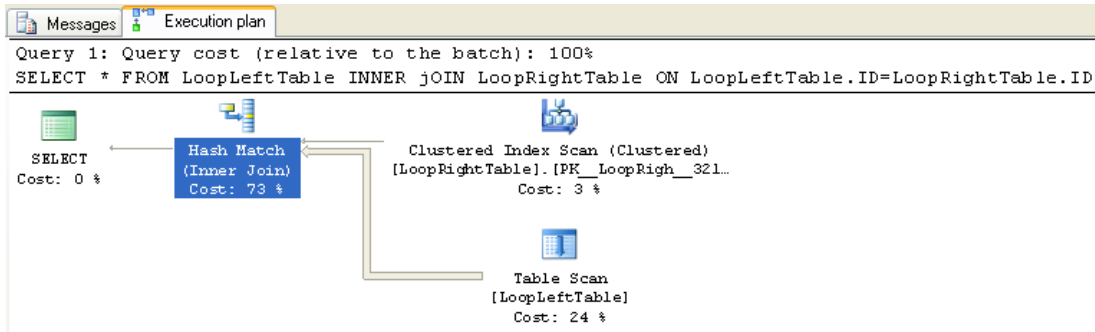 Messages
Execution plan
Query 1: Query cost (relative to the batch): 100%
SELECT * FROM LoopLeftTable INNER jOIN LoopRightTable ON LoopLeftTable.ID=LoopRightTable.ID
SELECT
Cost: 0 %
Hash Match
(Inner Join)
Cost: 73 %
Clustered Index Scan (Clustered)
[LoopRightTable].[PK__LoopRigh__321…
Cost: 3 %
Table Scan
[LoopLeftTable]
Cost: 24 %